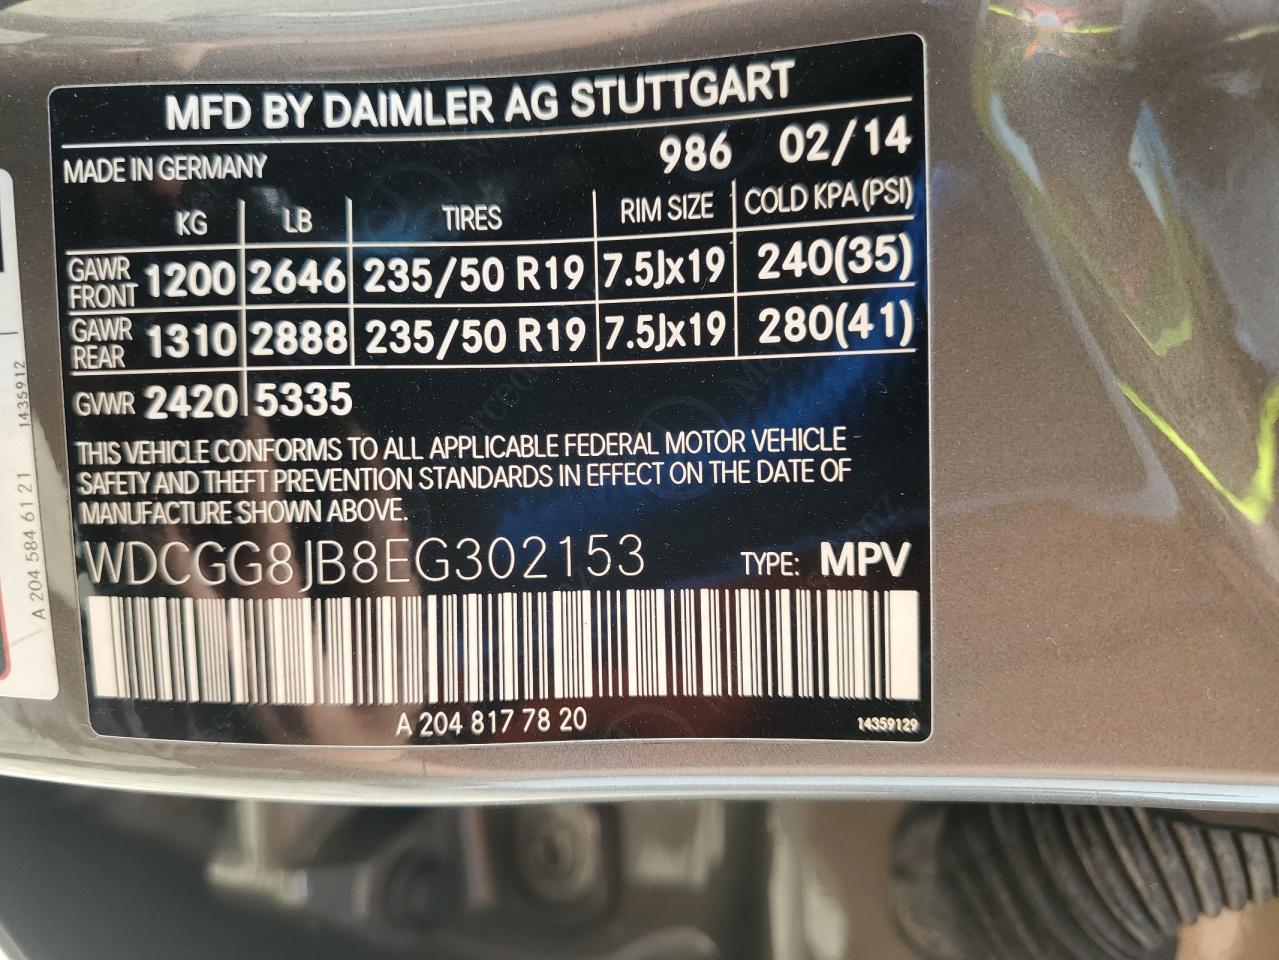 MFD BY DAIMLER AG STUTTGART
MADE IN GERMANY 986 02/14
KG LB TIRES RIM SIZE COLD KPA (PSI)
GAWR FRONT 1200 2646 235/50 R19 7.5Jx19 240(35)
GAWR REAR 1310 2888 235/50 R19 7.5Jx19 280(41)
GVWR 2420 5335
THIS VEHICLE CONFORMS TO ALL APPLICABLE FEDERAL MOTOR VEHICLE
SAFETY AND THEFT PREVENTION STANDARDS IN EFFECT ON THE DATE OF
MANUFACTURE SHOWN ABOVE.
WDCGG8JB8EG302153 TYPE: MPV
A 204 817 78 20 14359129
A 204 584 61 21 1435912